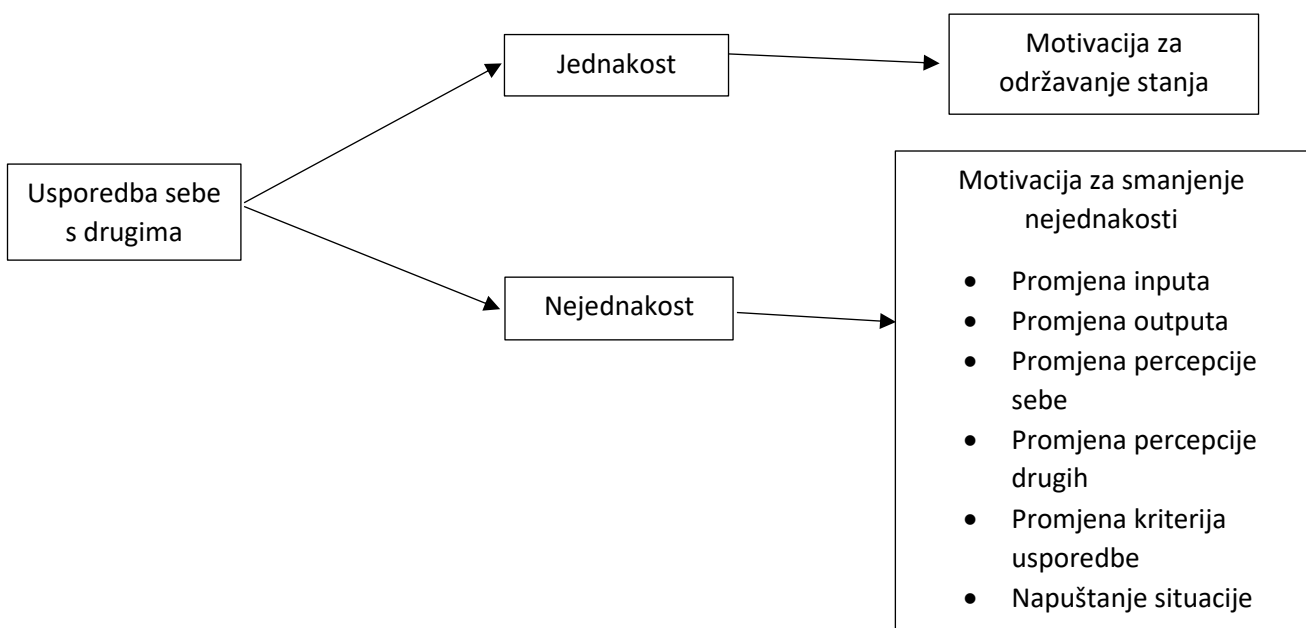 Usporedba sebe
s drugima
Jednakost
Motivacija za
održavanje stanja
Nejednakost
Motivacija za smanjenje
nejednakosti
• Promjena inputa
• Promjena outputa
• Promjena percepcije
sebe
• Promjena percepcije
drugih
• Promjena kriterija
usporedbe
• Napuštanje situacije